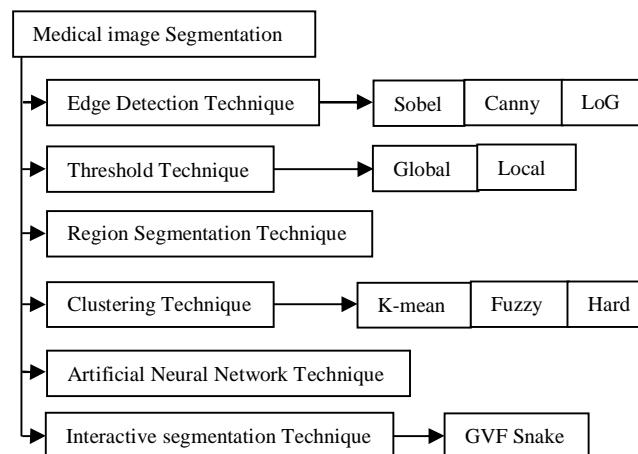 Medical image Segmentation
Edge Detection Technique
Sobel
Canny
LoG
Threshold Technique
Global
Local
Region Segmentation Technique
Clustering Technique
K-mean
Fuzzy
Hard
Artificial Neural Network Technique
Interactive segmentation Technique
GVF Snake